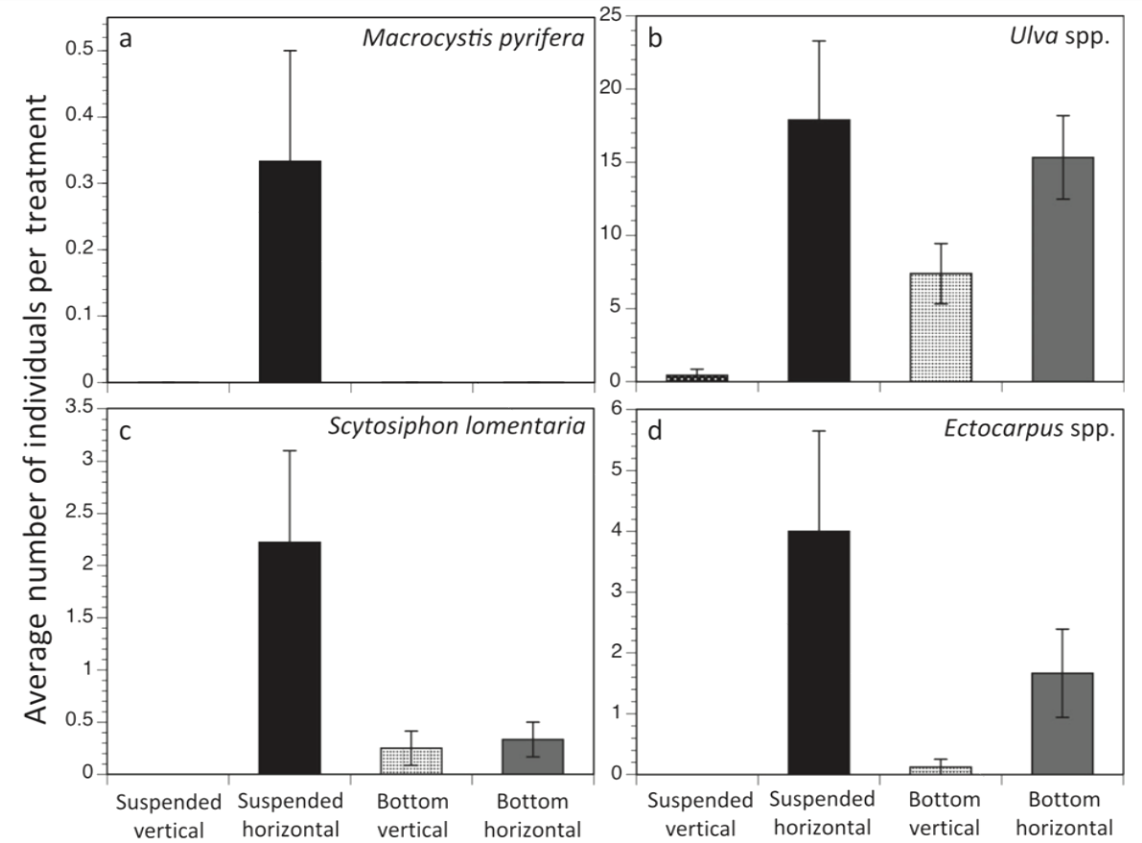 Average number of individuals per treatment
a
Macrocystis pyrifera
0.5
0.4
0.3
0.2
0.1
0
b
Ulva spp.
25
20
15
10
5
0
c
Scytosiphon lomentaria
3.5
3
2.5
2
1.5
1
0.5
0
d
Ectocarpus spp.
6
5
4
3
2
1
0
Suspended
vertical
Suspended
horizontal
Bottom
vertical
Bottom
horizontal
Suspended
vertical
Suspended
horizontal
Bottom
vertical
Bottom
horizontal